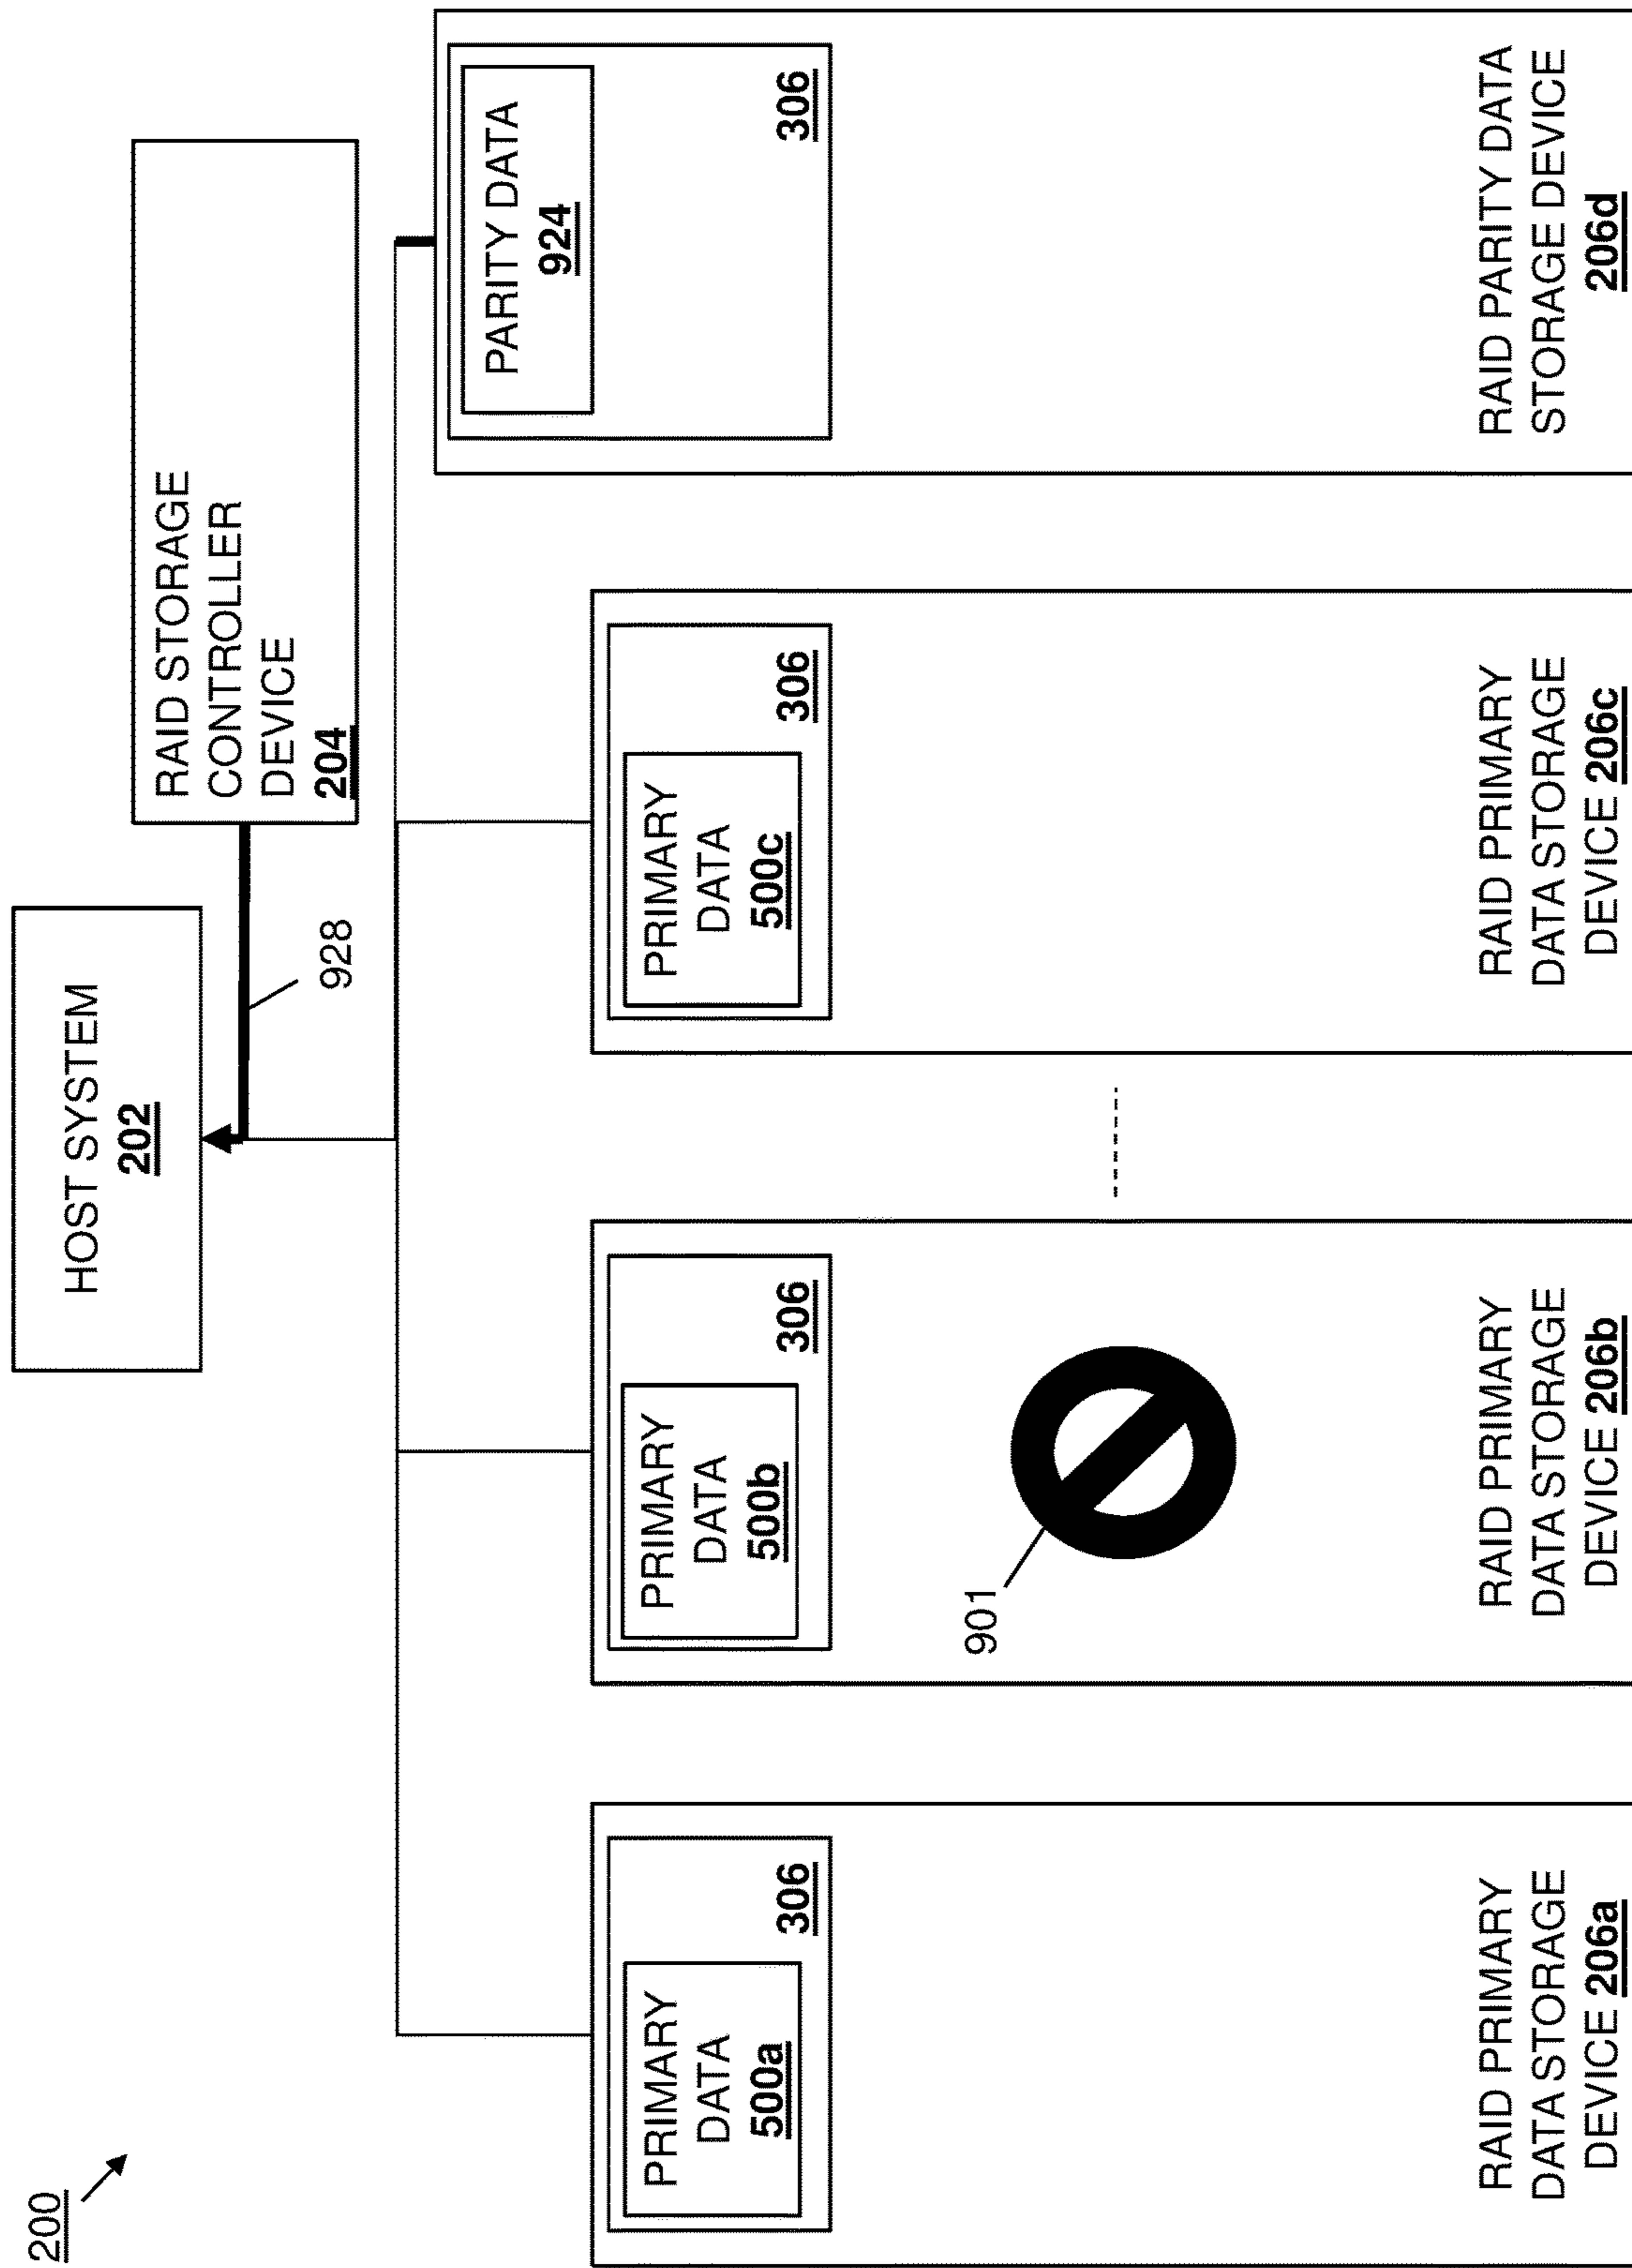 200
HOST SYSTEM
202
928
RAID STORAGE
CONTROLLER
DEVICE
204
PRIMARY
DATA
500a
306
RAID PRIMARY
DATA STORAGE
DEVICE 206a
PRIMARY
DATA
500b
306
901
RAID PRIMARY
DATA STORAGE
DEVICE 206b
PRIMARY
DATA
500c
306
RAID PRIMARY
DATA STORAGE
DEVICE 206c
PARITY DATA
924
306
RAID PARITY DATA
STORAGE DEVICE
206d